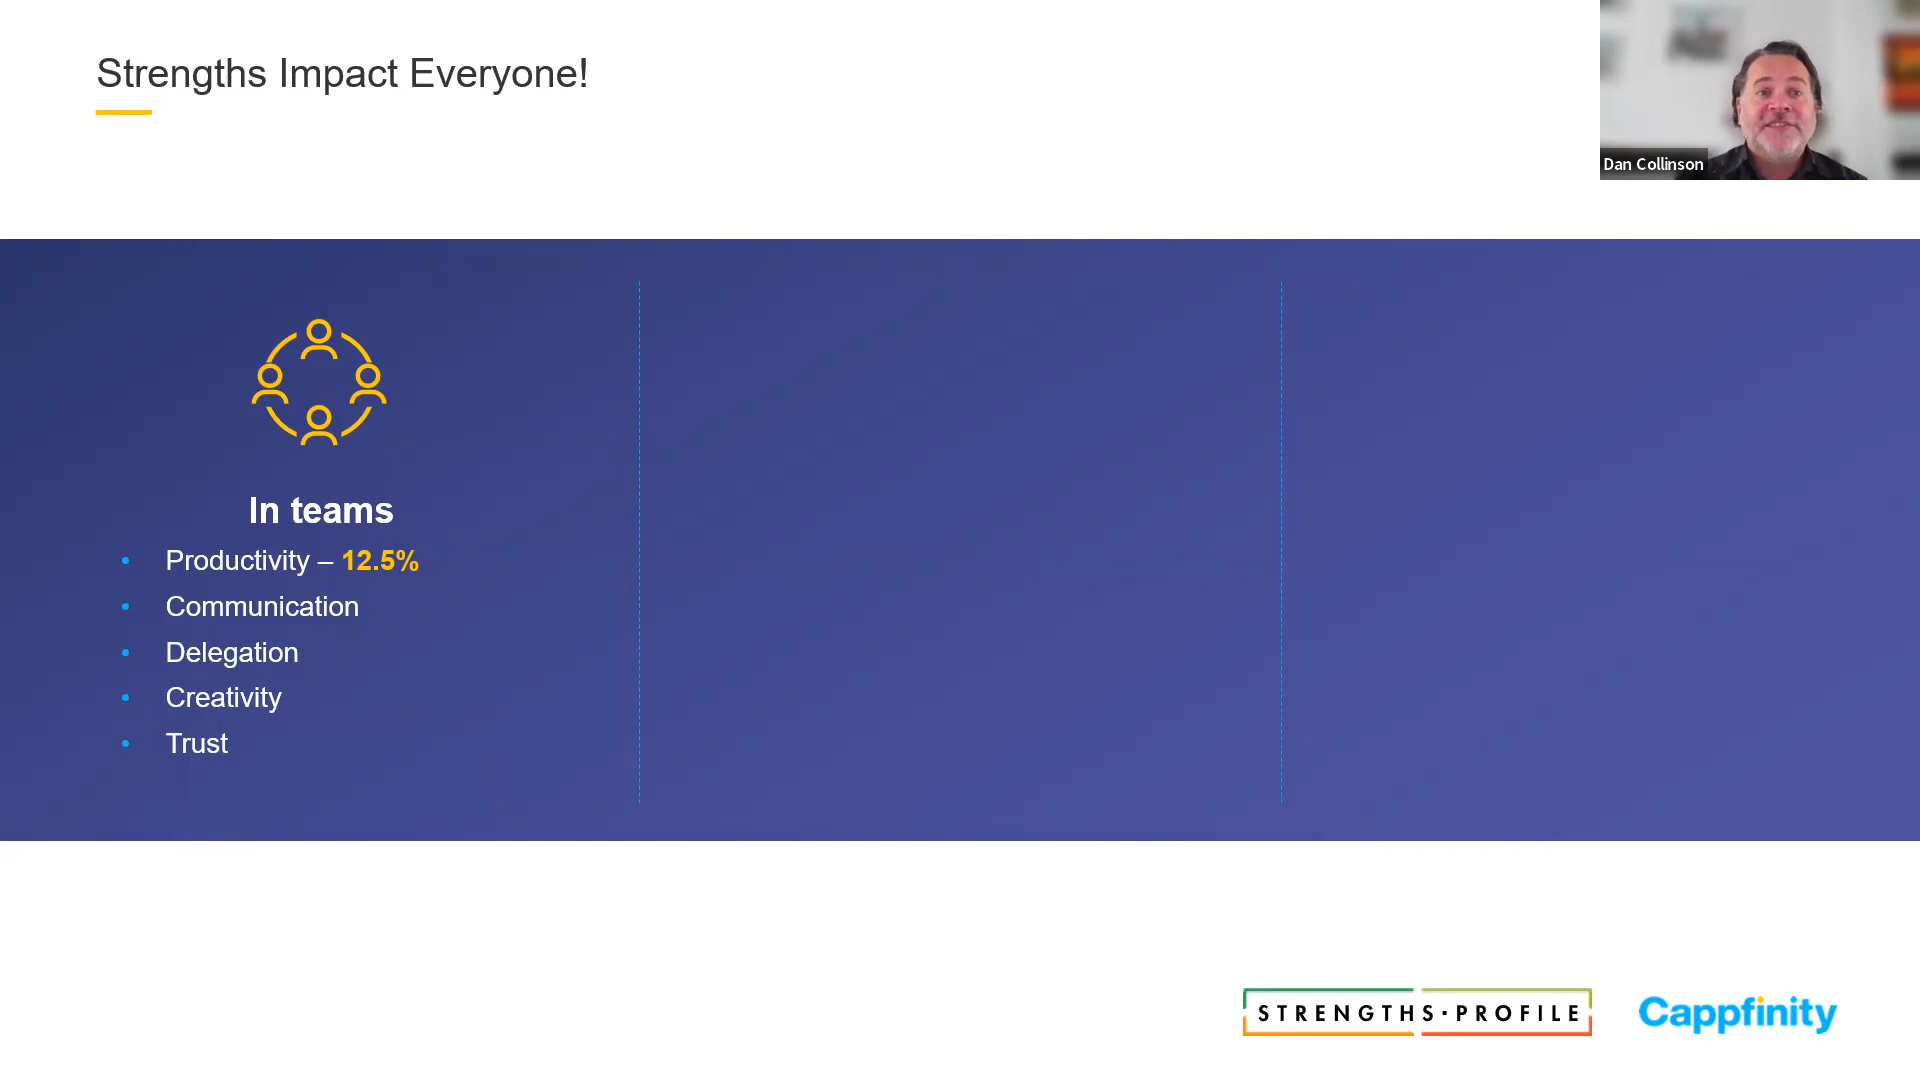 Strengths Impact Everyone!
Dan Collinson
In teams
• Productivity – 12.5%
• Communication
• Delegation
• Creativity
• Trust
STRENGTHS·PROFILE
Cappfinity